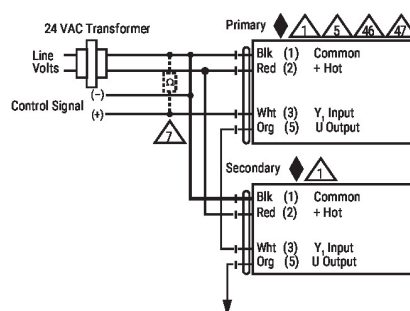 24 VAC Transformer
Line
Volts
Control Signal
(–)
(+)
Ω
7
Primary 1 5 46 47
Blk (1) Common
Red (2) + Hot
Wht (3) Y1 Input
Org (5) U Output
Secondary 1
Blk (1) Common
Red (2) + Hot
Wht (3) Y1 Input
Org (5) U Output